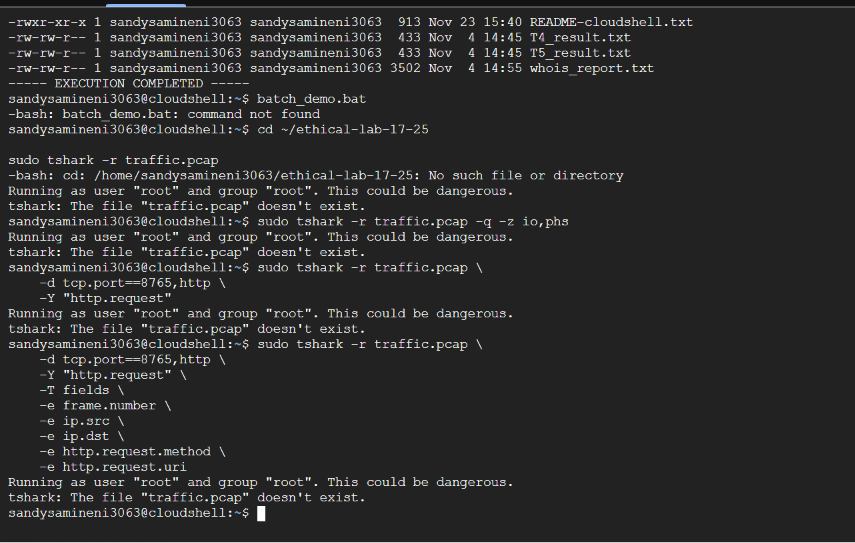 -rwxr-xr-x 1 sandysamineni3063 sandysamineni3063  913 Nov 23 15:40 README-cloudshell.txt
-rw-rw-r-- 1 sandysamineni3063 sandysamineni3063  433 Nov  4 14:45 T4_result.txt
-rw-rw-r-- 1 sandysamineni3063 sandysamineni3063  433 Nov  4 14:45 T5_result.txt
-rw-rw-r-- 1 sandysamineni3063 sandysamineni3063 3502 Nov  4 14:55 whois_report.txt
----- EXECUTION COMPLETED -----
sandysamineni3063@cloudshell:~$ batch_demo.bat
-bash: batch_demo.bat: command not found
sandysamineni3063@cloudshell:~$ cd ~/ethical-lab-17-25

sudo tshark -r traffic.pcap
-bash: cd: /home/sandysamineni3063/ethical-lab-17-25: No such file or directory
Running as user "root" and group "root". This could be dangerous.
tshark: The file "traffic.pcap" doesn't exist.
sandysamineni3063@cloudshell:~$ sudo tshark -r traffic.pcap -q -z io,phs
Running as user "root" and group "root". This could be dangerous.
tshark: The file "traffic.pcap" doesn't exist.
sandysamineni3063@cloudshell:~$ sudo tshark -r traffic.pcap \
    -d tcp.port==8765,http \
    -Y "http.request"
Running as user "root" and group "root". This could be dangerous.
tshark: The file "traffic.pcap" doesn't exist.
sandysamineni3063@cloudshell:~$ sudo tshark -r traffic.pcap \
    -d tcp.port==8765,http \
    -Y "http.request" \
    -T fields \
    -e frame.number \
    -e ip.src \
    -e ip.dst \
    -e http.request.method \
    -e http.request.uri
Running as user "root" and group "root". This could be dangerous.
tshark: The file "traffic.pcap" doesn't exist.
sandysamineni3063@cloudshell:~$